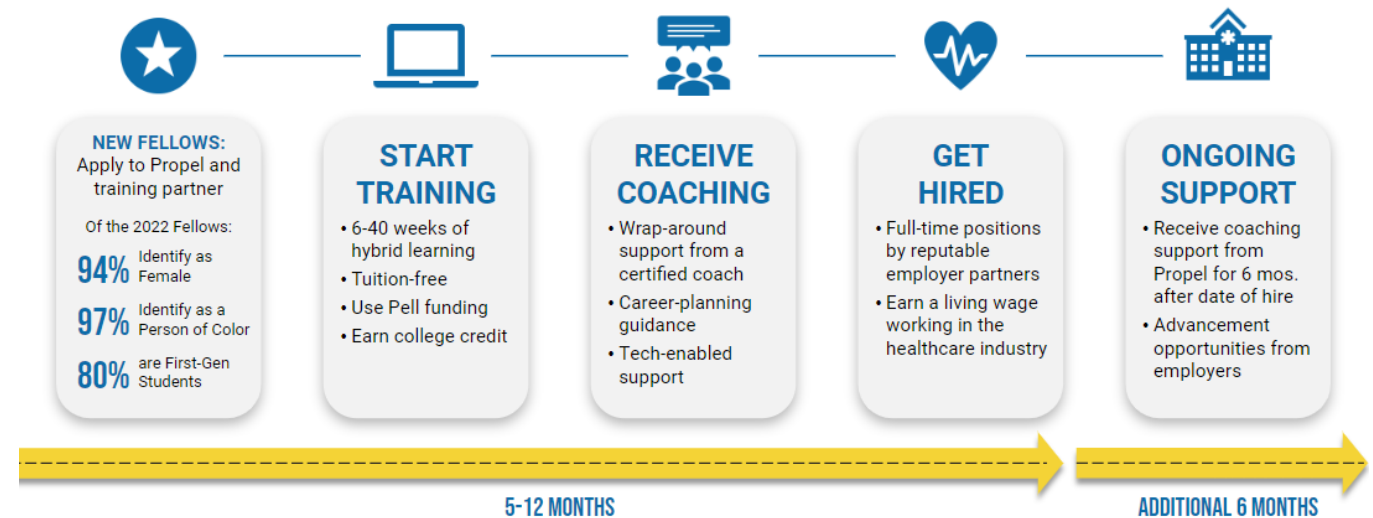 NEW FELLOWS:
Apply to Propel and
training partner
Of the 2022 Fellows:
94% Identify as
Female
97% Identify as a
Person of Color
80% are First-Gen
Students
START
TRAINING
• 6-40 weeks of
hybrid learning
• Tuition-free
• Use Pell funding
• Earn college credit
RECEIVE
COACHING
• Wrap-around
support from a
certified coach
• Career-planning
guidance
• Tech-enabled
support
GET
HIRED
• Full-time positions
by reputable
employer partners
• Earn a living wage
working in the
healthcare industry
ONGOING
SUPPORT
• Receive coaching
support from
Propel for 6 mos.
after date of hire
• Advancement
opportunities from
employers
5-12 MONTHS
ADDITIONAL 6 MONTHS